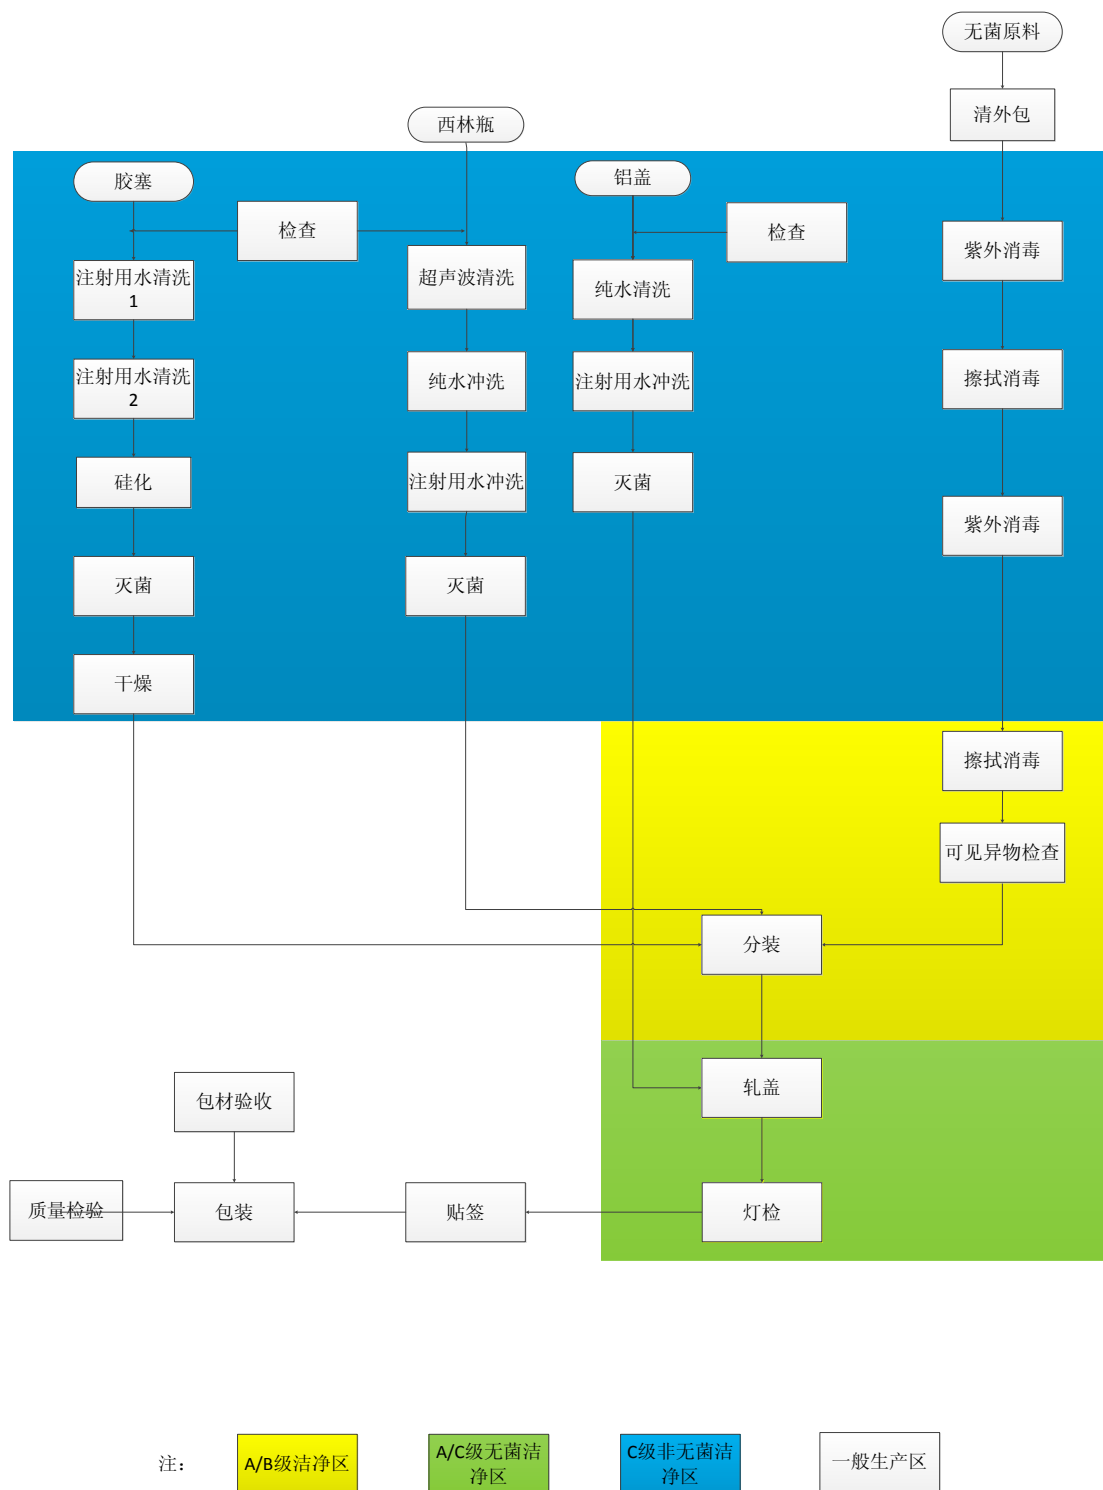 无菌原料
清外包
西林瓶
胶塞
铝盖
检查
检查
紫外消毒
注射用水清洗
1
超声波清洗
纯水清洗
擦拭消毒
注射用水清洗
2
纯水冲洗
注射用水冲洗
硅化
注射用水冲洗
灭菌
紫外消毒
灭菌
灭菌
干燥
擦拭消毒
可见异物检查
分装
轧盖
包材验收
质量检验
包装
贴签
灯检
注：
A/B级洁净区
A/C级无菌洁
净区
C级非无菌洁
净区
一般生产区